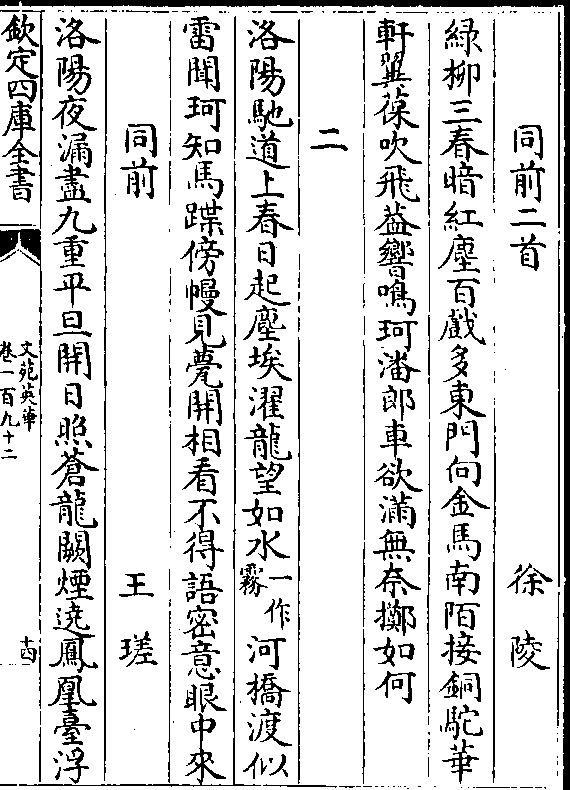 同前二首　徐陵
綠柳三春暗紅塵百戲多東門向金馬南陌接銅駝華
軒翼葆吹飛葢響鳴珂潘郎車欲滿無奈擲如何
二
洛陽馳道上春日起塵埃濯龍望如水一作霧河橋渡似
雷聞珂知馬蹀傍幰見甍開相看不得語密意眼中來
同前　王瑳
洛陽夜漏盡九重平旦開日照蒼龍闕煙遶鳳凰臺浮
欽定四庫全書
文苑英華
卷一百九十二
十四